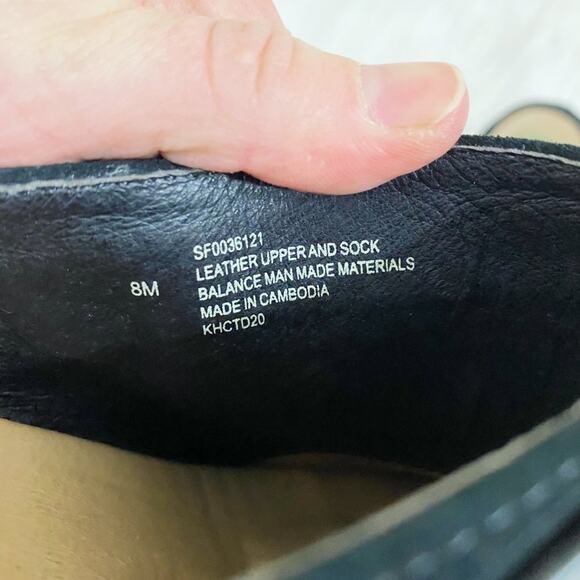 SF0036121
LEATHER UPPER AND SOCK
8M
BALANCE MAN MADE MATERIALS
MADE IN CAMBODIA
KHCTD20